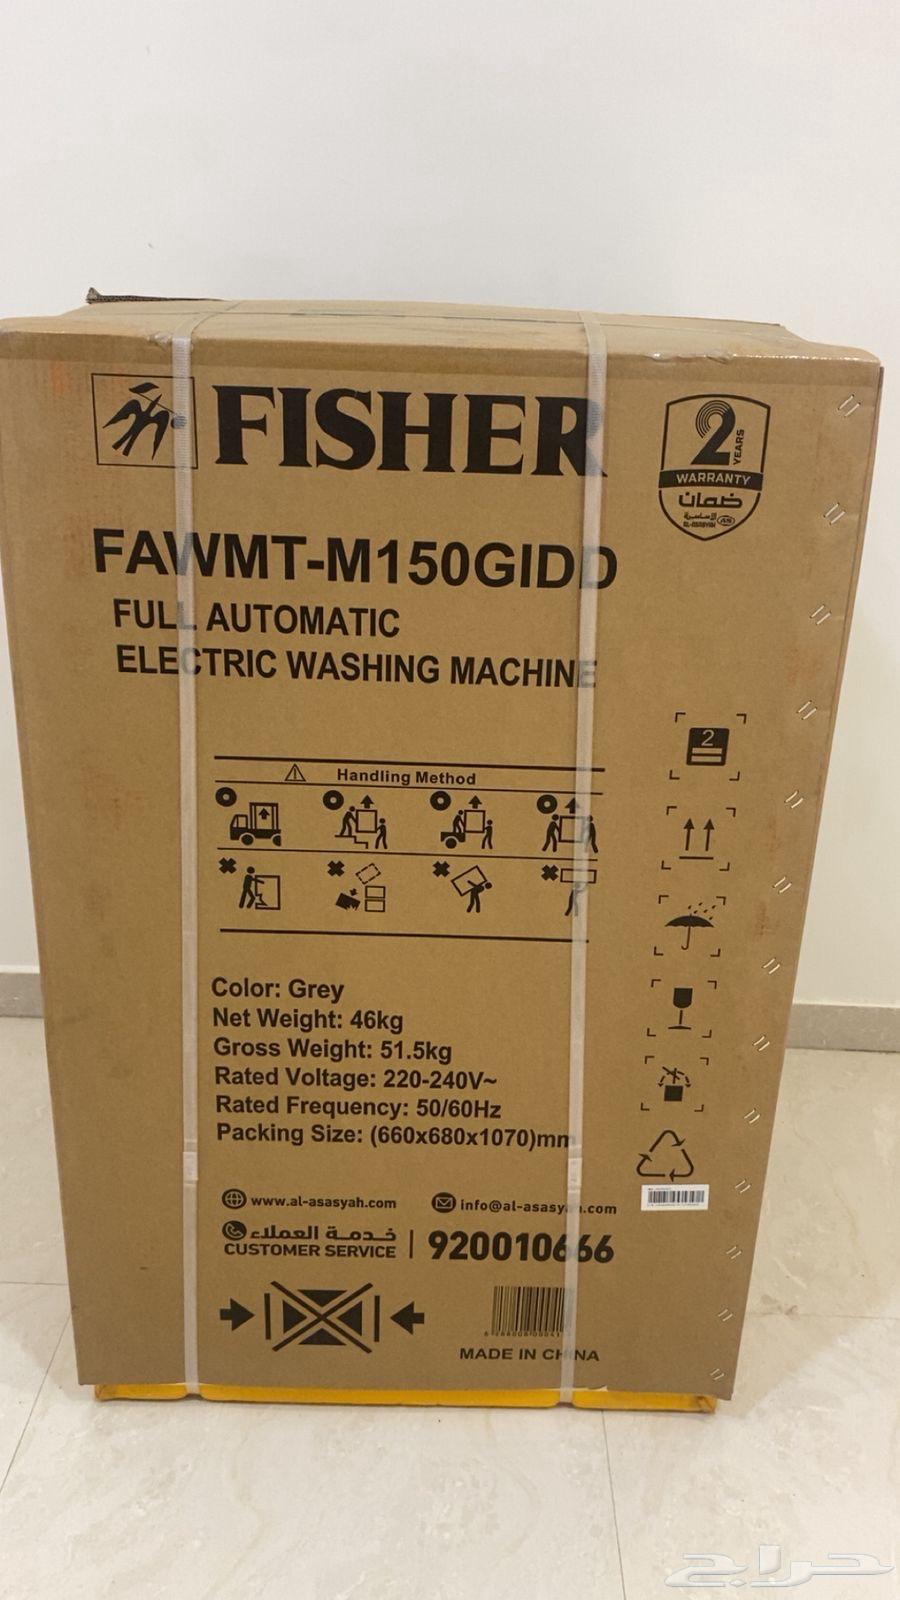 FISHER
2 YEARS
WARRANTY
ضمان
الأساسية
AL-ASASYAH AS
FAWMT-M150GIDD
FULL AUTOMATIC
ELECTRIC WASHING MACHINE
2
Handling Method
Color: Grey
Net Weight: 46kg
Gross Weight: 51.5kg
Rated Voltage: 220-240V~
Rated Frequency: 50/60Hz
Packing Size: (660x680x1070)mm
www.al-asasyah.com info@al-asasyah.com
خدمة العملاء
CUSTOMER SERVICE | 920010666
MADE IN CHINA
حراج